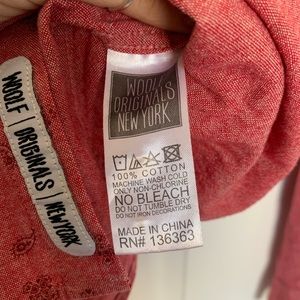 WOOLF | ORIGINALS | NEW YORK
WOOLF
ORIGINALS
NEW YORK
100% COTTON
MACHINE WASH COLD
ONLY NON-CHLORINE
NO BLEACH
DO NOT TUMBLE DRY
DO NOT IRON DECORATIONS
MADE IN CHINA
RN# 136363